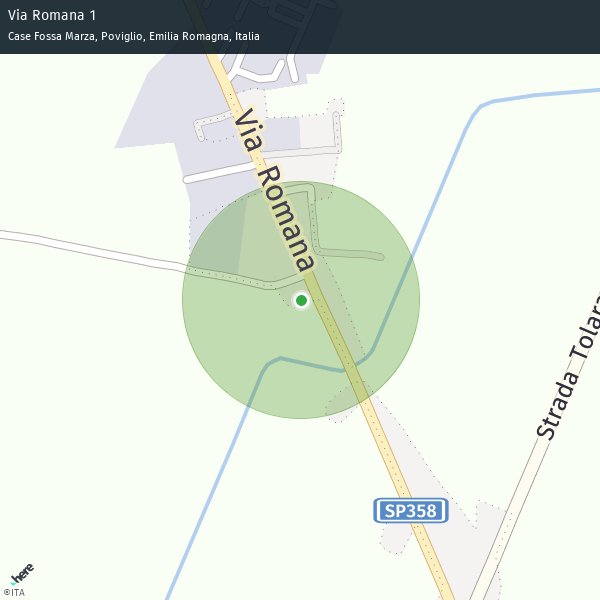 Via Romana 1
Case Fossa Marza, Poviglio, Emilia Romagna, Italia
Via Romana
Strada Tolara
SP358
here
©ITA